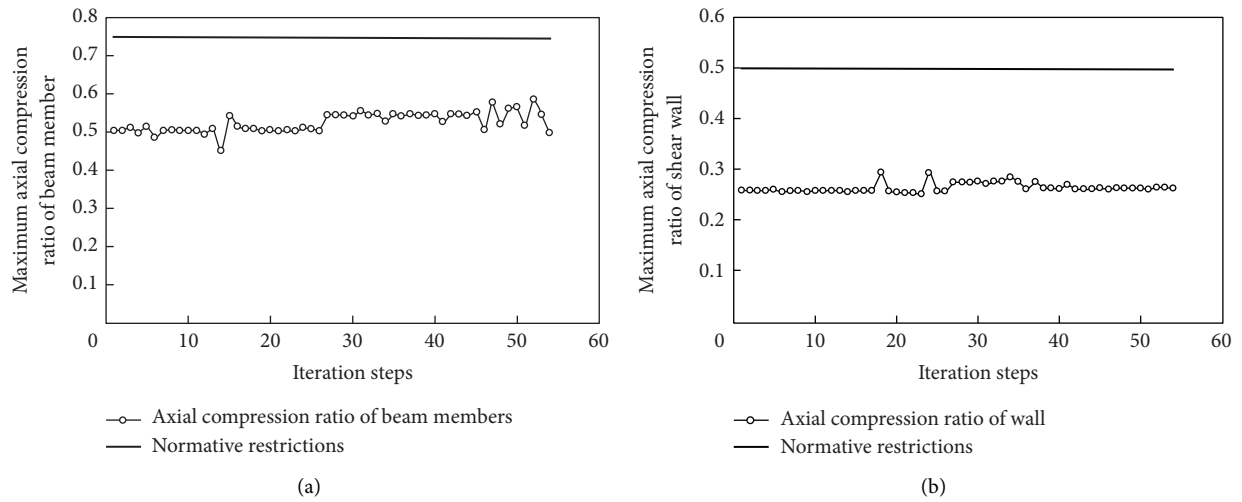 Maximum axial compression
ratio of beam member
0.8
0.7
0.6
0.5
0.4
0.3
0.2
0.1
0
10
20
30
40
50
60
Iteration steps
Axial compression ratio of beam members
Normative restrictions
(a)
Maximum axial compression
ratio of shear wall
0.6
0.5
0.4
0.3
0.2
0.1
0
10
20
30
40
50
60
Iteration steps
Axial compression ratio of wall
Normative restrictions
(b)